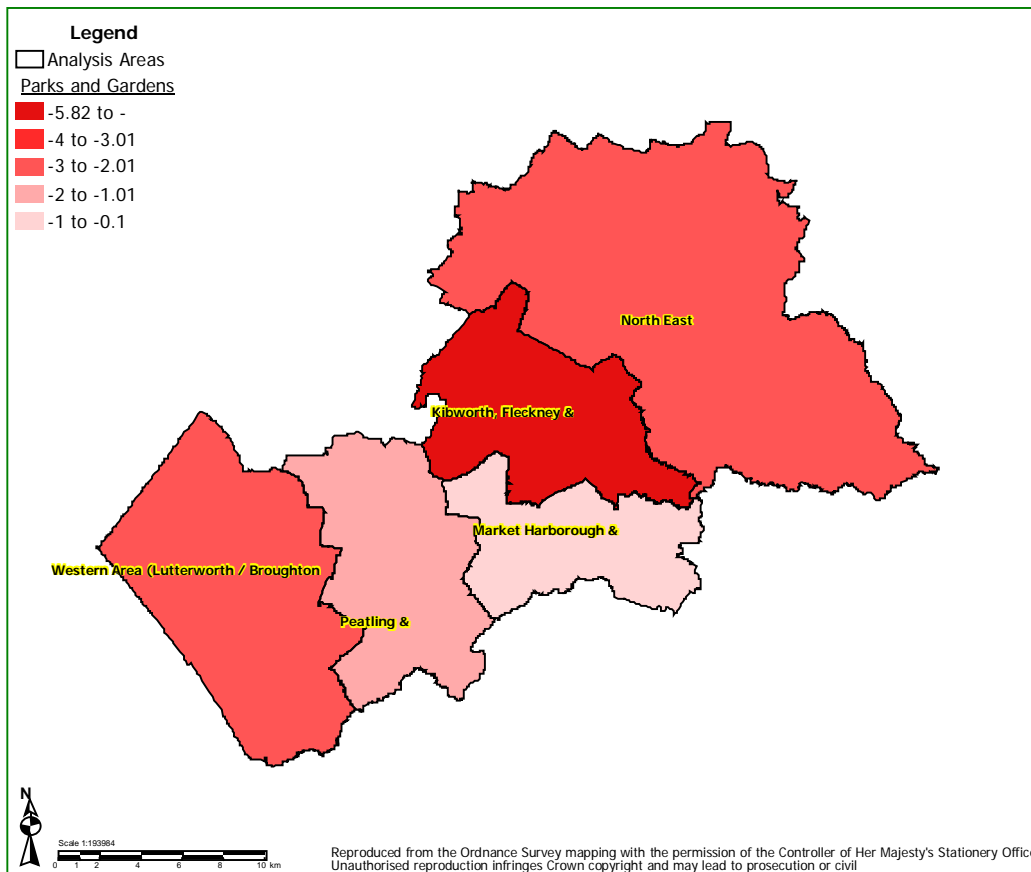 Legend
Analysis Areas
Parks and Gardens
-5.82 to -
-4 to -3.01
-3 to -2.01
-2 to -1.01
-1 to -0.1
North East
Kibworth, Fleckney &
Market Harborough &
Western Area (Lutterworth / Broughton
Peatling &
N
Scale 1:193984
0 1 2 4 6 8 10 km
Reproduced from the Ordnance Survey mapping with the permission of the Controller of Her Majesty's Stationery Offic
Unauthorised reproduction infringes Crown copyright and may lead to prosecution or civil